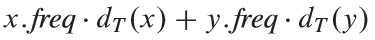 x.freq · d_T(x) + y.freq · d_T(y)